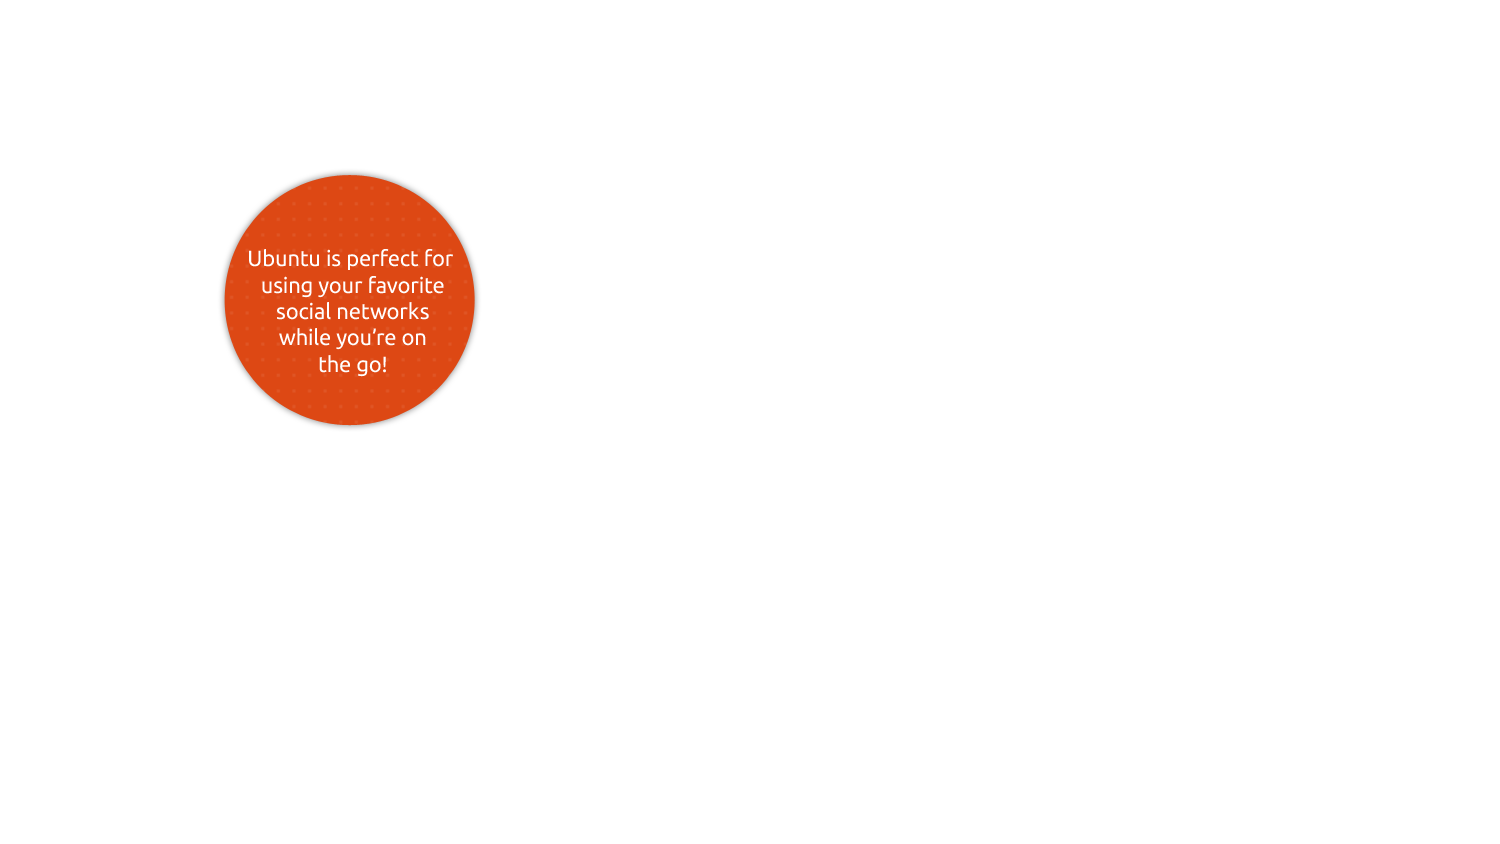 Ubuntu is perfect for
using your favorite
social networks
while you’re on
the go!